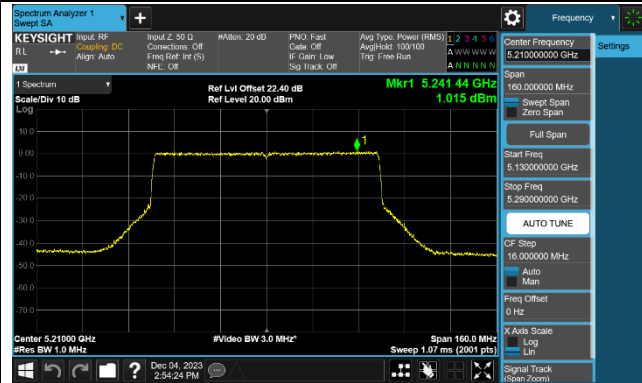 Spectrum Analyzer 1
Swept SA
+
Frequency
KEYSIGHT
RL
LXI
Input: RF
Coupling: DC
Align: Auto
Input Z: 50 Ω
Corrections: Off
Freq Ref: Int (S)
NFE: Off
#Atten: 20 dB
PNO: Fast
Gate: Off
IF Gain: Low
Sig Track: Off
Avg Type: Power (RMS)
Avg|Hold: 100/100
Trig: Free Run
1 2 3 4 5 6
A W W W W W
A N N N N N
Center Frequency
5.210000000 GHz
Settings
Span
160.000000 MHz
Swept Span
Zero Span
Full Span
Start Freq
5.130000000 GHz
Stop Freq
5.290000000 GHz
AUTO TUNE
CF Step
16.000000 MHz
Auto
Man
Freq Offset
0 Hz
X Axis Scale
Log
Lin
Signal Track
(Span Zoom)
1 Spectrum
Scale/Div 10 dB
Log
Ref Lvl Offset 22.40 dB
Ref Level 20.00 dBm
Mkr1 5.241 44 GHz
1.015 dBm
1
10.0
0.00
-10.0
-20.0
-30.0
-40.0
-50.0
-60.0
-70.0
Center 5.21000 GHz
#Res BW 1.0 MHz
#Video BW 3.0 MHz*
Span 160.0 MHz
Sweep 1.07 ms (2001 pts)
?
Dec 04, 2023
2:54:24 PM